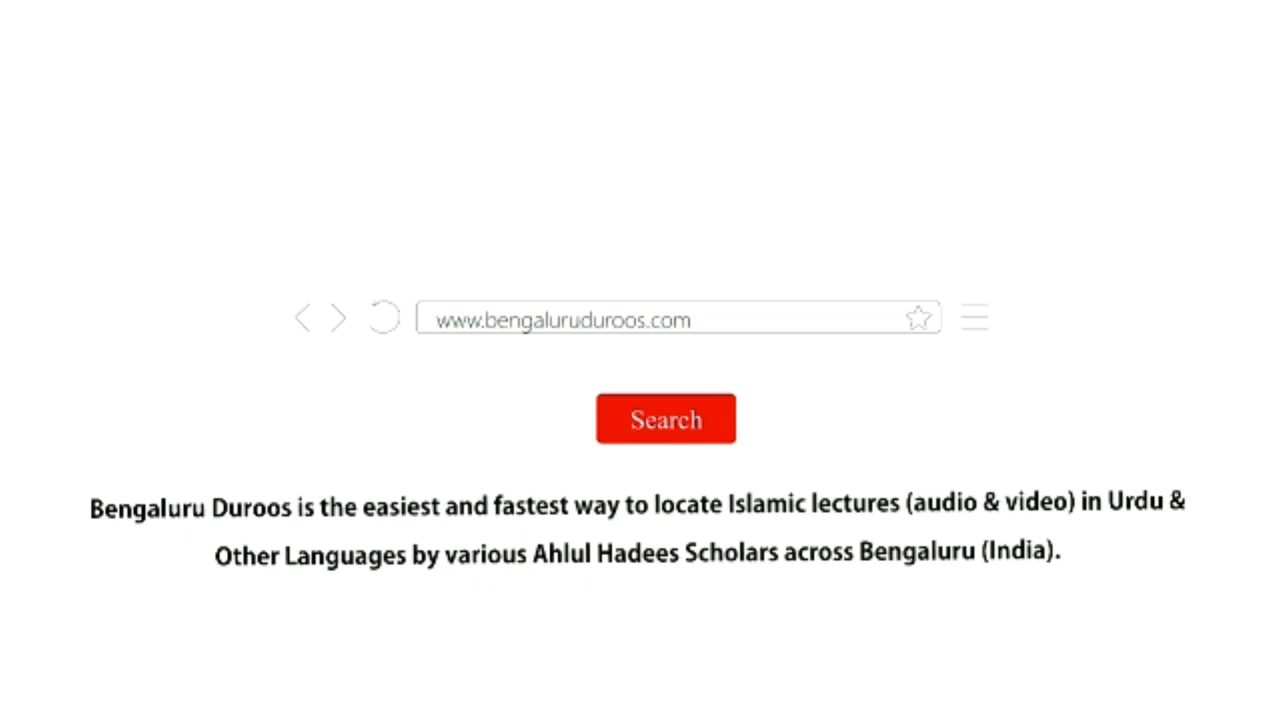 www.bengaluruduroos.com
Search
Bengaluru Duroos is the easiest and fastest way to locate Islamic lectures (audio & video) in Urdu &
Other Languages by various Ahlul Hadees Scholars across Bengaluru (India).